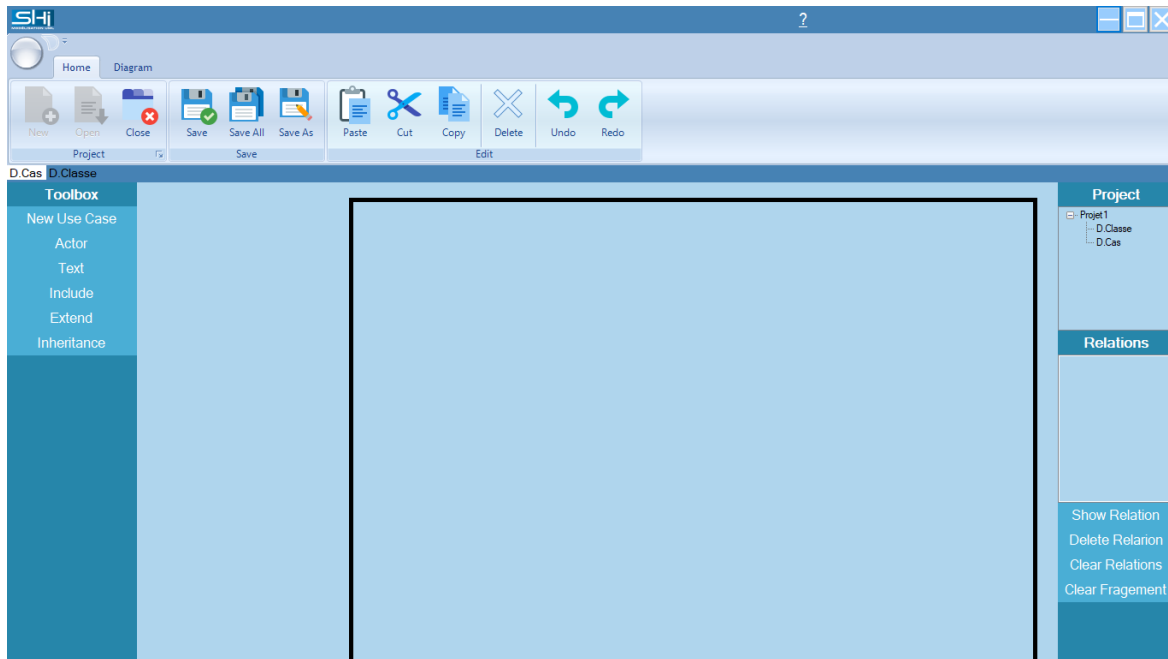 SHi
?
Home Diagram
New Open Close Save Save All Save As Paste Cut Copy Delete Undo Redo
Project Save Edit
D.Cas D.Classe
Toolbox
New Use Case
Actor
Text
Include
Extend
Inheritance
Project
Projet1
D.Classe
D.Cas
Relations
Show Relation
Delete Relarion
Clear Relations
Clear Fragement